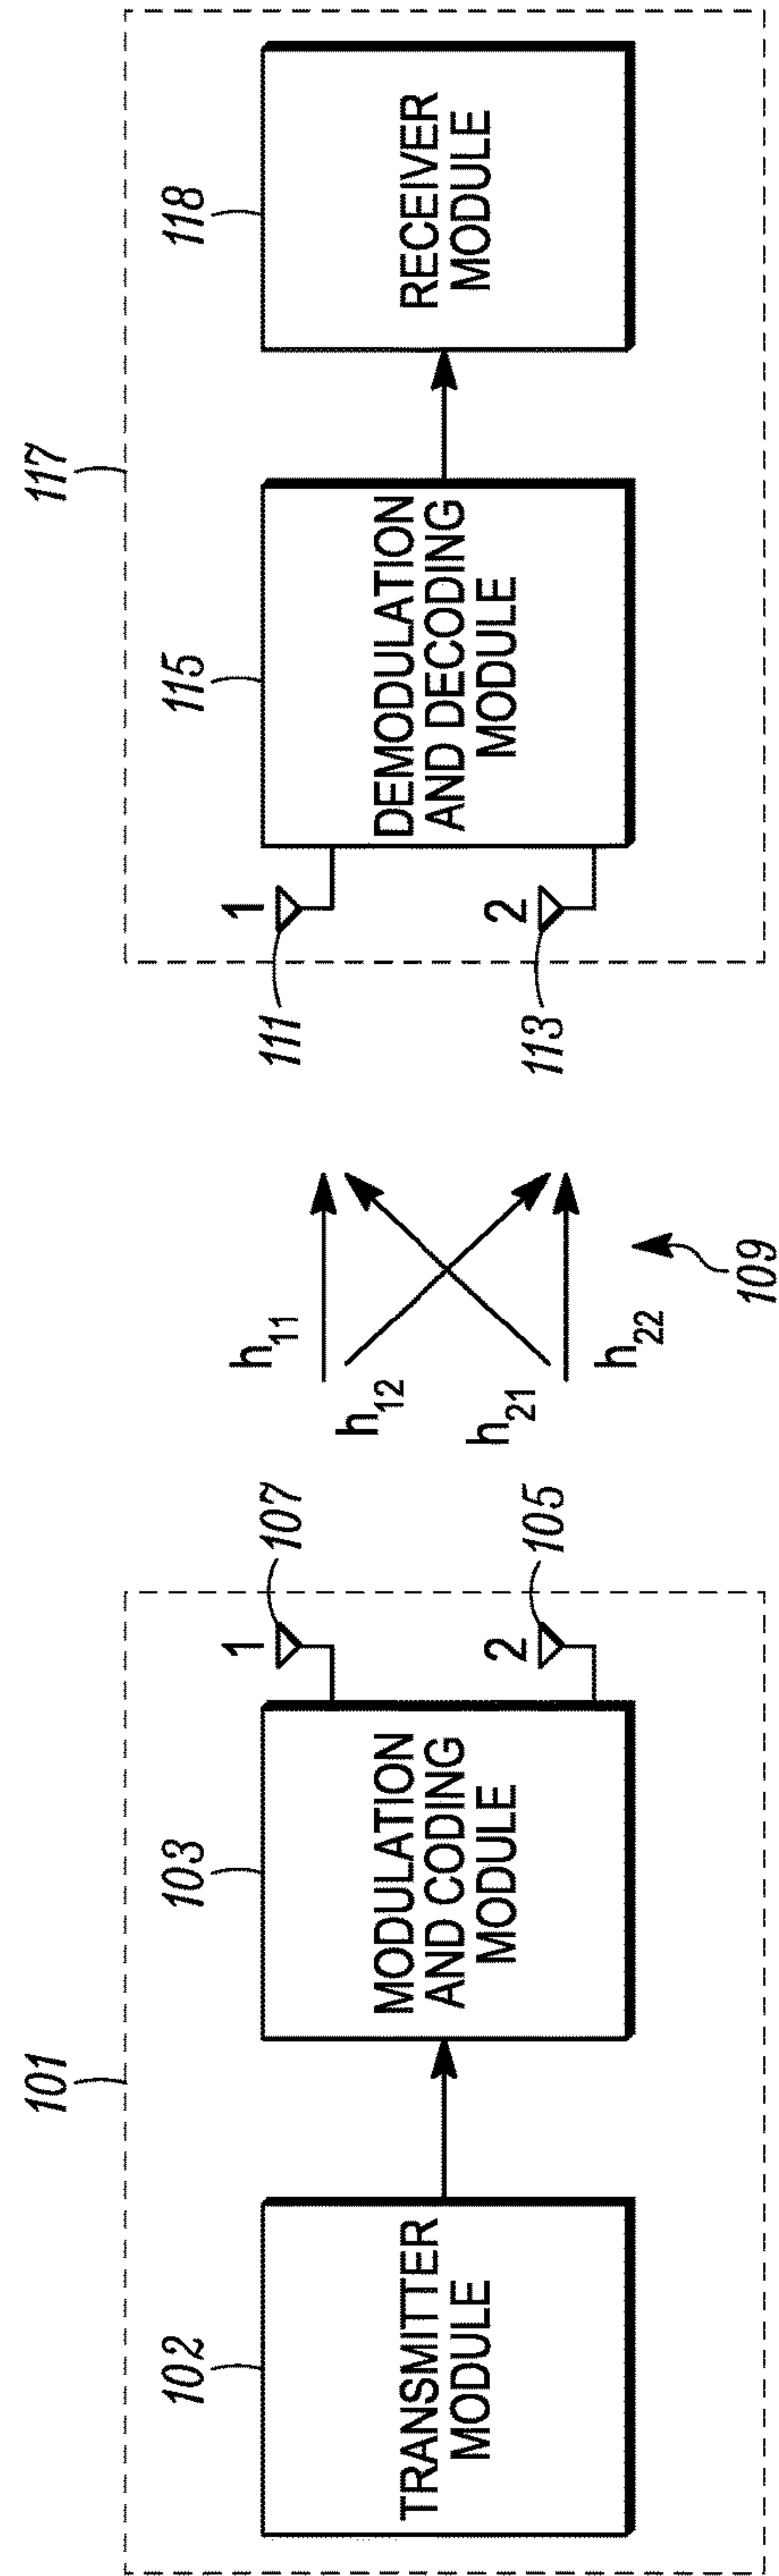 101
102
TRANSMITTER
MODULE
103
MODULATION
AND CODING
MODULE
1
107
2
105
h11
h12
h21
h22
109
117
1
111
2
113
115
DEMODULATION
AND DECODING
MODULE
118
RECEIVER
MODULE